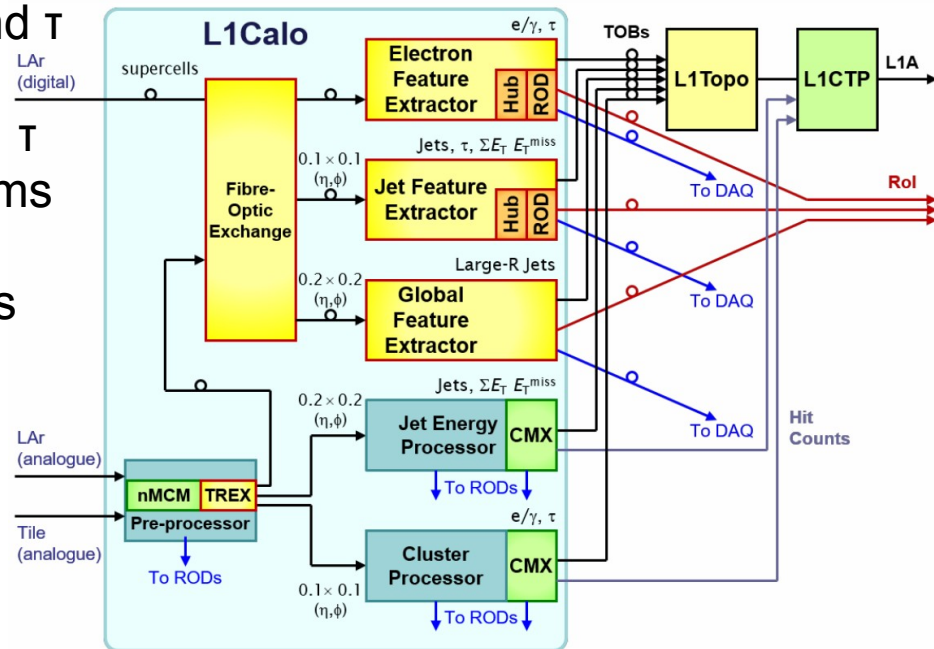 nd τ
τ
ms
s
L1Calo
LAr
(digital)
supercells
Fibre-
Optic
Exchange
e/γ, τ
Electron
Feature
Extractor
Hub
ROD
0.1 × 0.1
(η,ϕ)
Jets, τ, ΣE_T E_T^miss
Jet Feature
Extractor
Hub
ROD
0.2 × 0.2
(η,ϕ)
Large-R Jets
Global
Feature
Extractor
TOBs
L1Topo
L1CTP
L1A
To DAQ
RoI
To DAQ
To DAQ
Hit
Counts
LAr
(analogue)
Tile
(analogue)
nMCM
TREX
Pre-processor
To RODs
Jets, ΣE_T E_T^miss
0.2 × 0.2
(η,ϕ)
Jet Energy
Processor
CMX
To RODs
e/γ, τ
0.1 × 0.1
(η,ϕ)
Cluster
Processor
CMX
To RODs